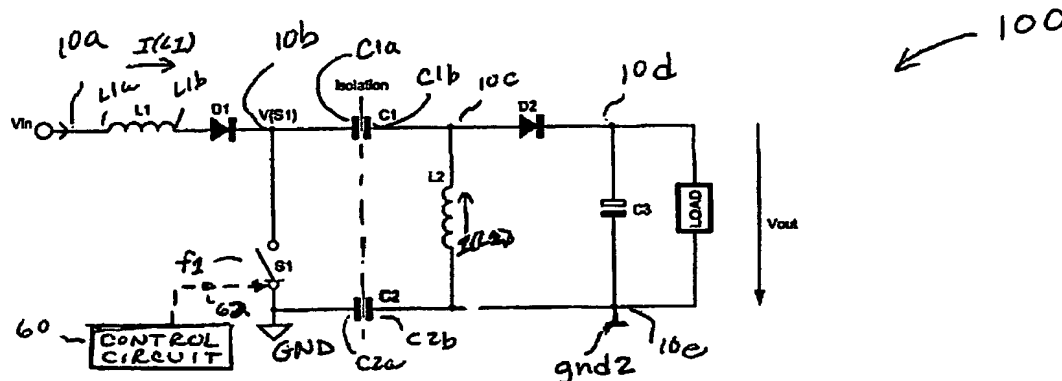 100
10a
I(L1)
10b
C1a
Isolation
C1b
10c
10d
L1a
L1b
L1
D1
V(S1)
C1
D2
Vin
L2
I(L2)
C3
LOAD
Vout
f1
S1
62
C2
60
CONTROL
CIRCUIT
GND
C2a
C2b
gnd2
10e